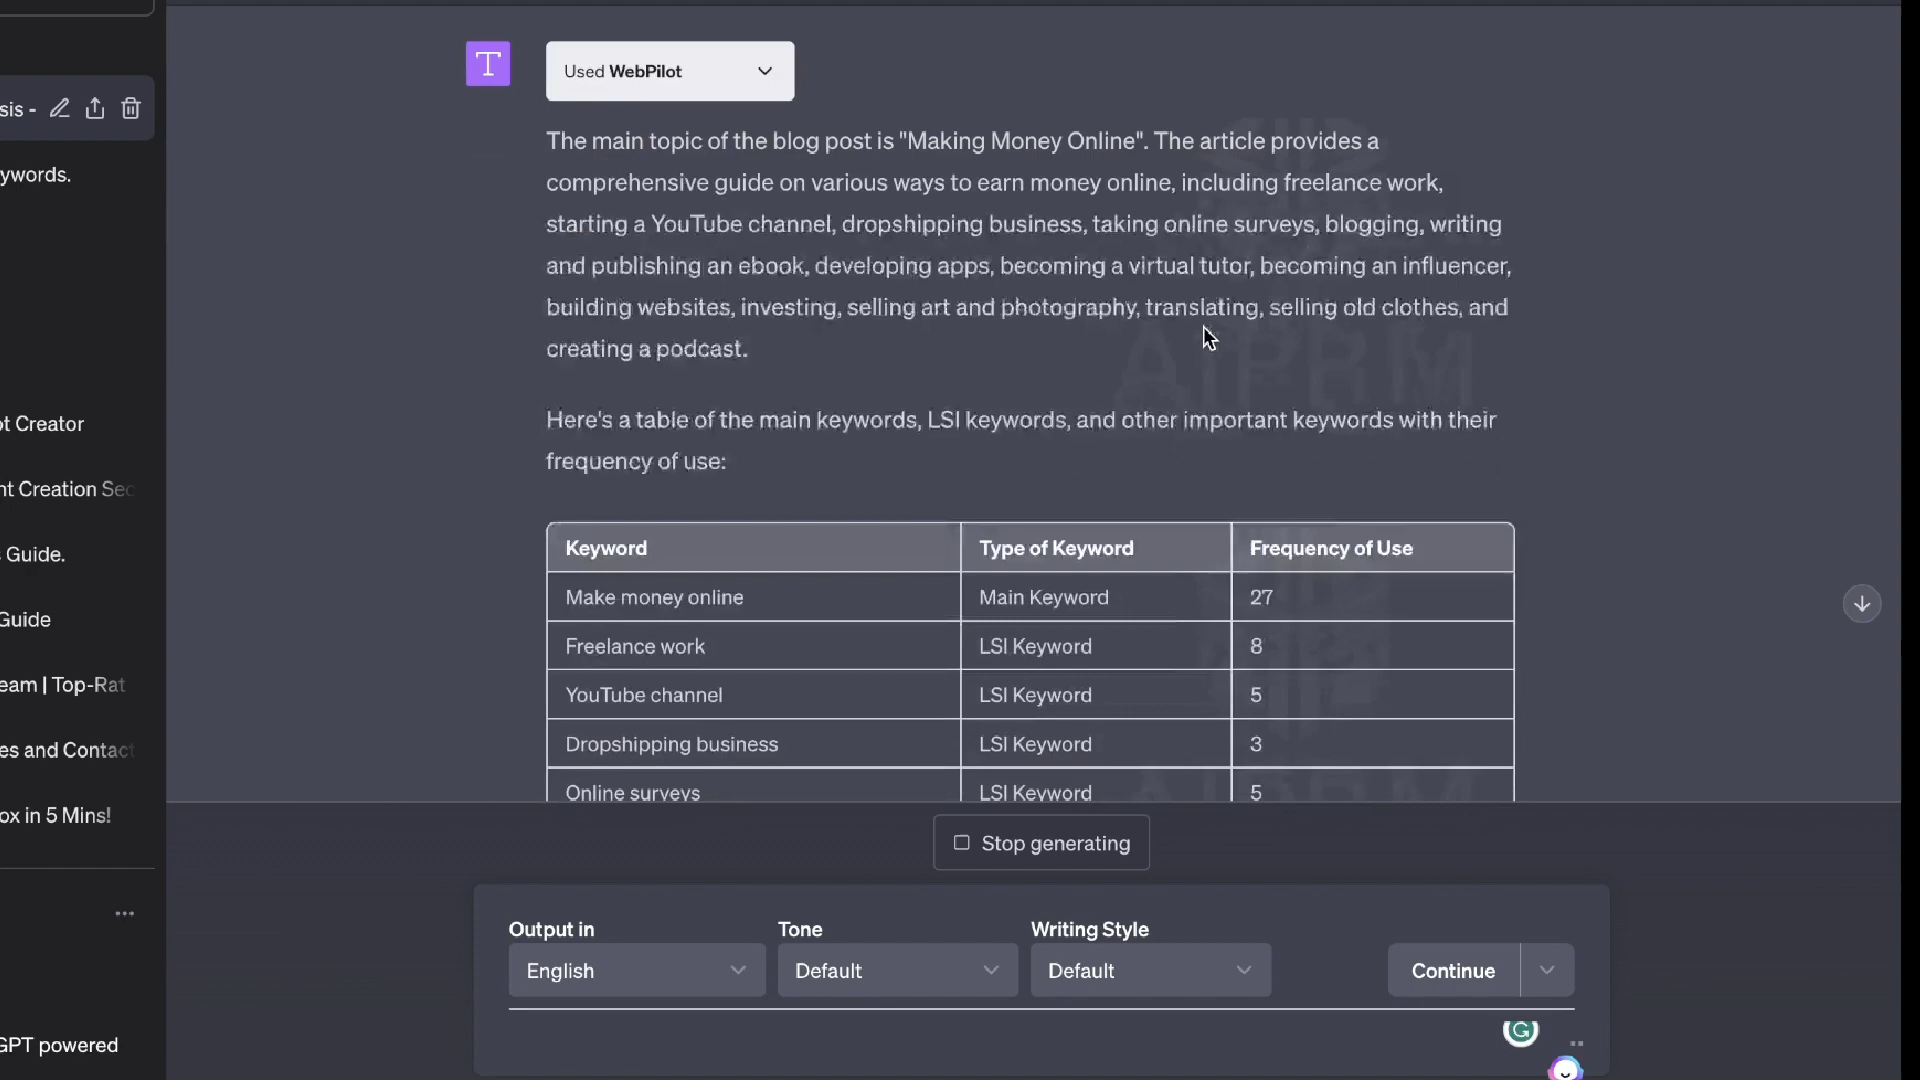 T
Used WebPilot
sis -
The main topic of the blog post is "Making Money Online". The article provides a
comprehensive guide on various ways to earn money online, including freelance work,
starting a YouTube channel, dropshipping business, taking online surveys, blogging, writing
and publishing an ebook, developing apps, becoming a virtual tutor, becoming an influencer,
building websites, investing, selling art and photography, translating, selling old clothes, and
creating a podcast.
Here's a table of the main keywords, LSI keywords, and other important keywords with their
frequency of use:
Keyword Type of Keyword Frequency of Use
Make money online Main Keyword 27
Freelance work LSI Keyword 8
YouTube channel LSI Keyword 5
Dropshipping business LSI Keyword 3
Online surveys LSI Keyword 5
ywords.
ot Creator
nt Creation Sec
s Guide.
Guide
eam | Top-Rat
es and Contact
ox in 5 Mins!
...
GPT powered
AIPRM
Stop generating
Output in Tone Writing Style
English Default Default Continue
G